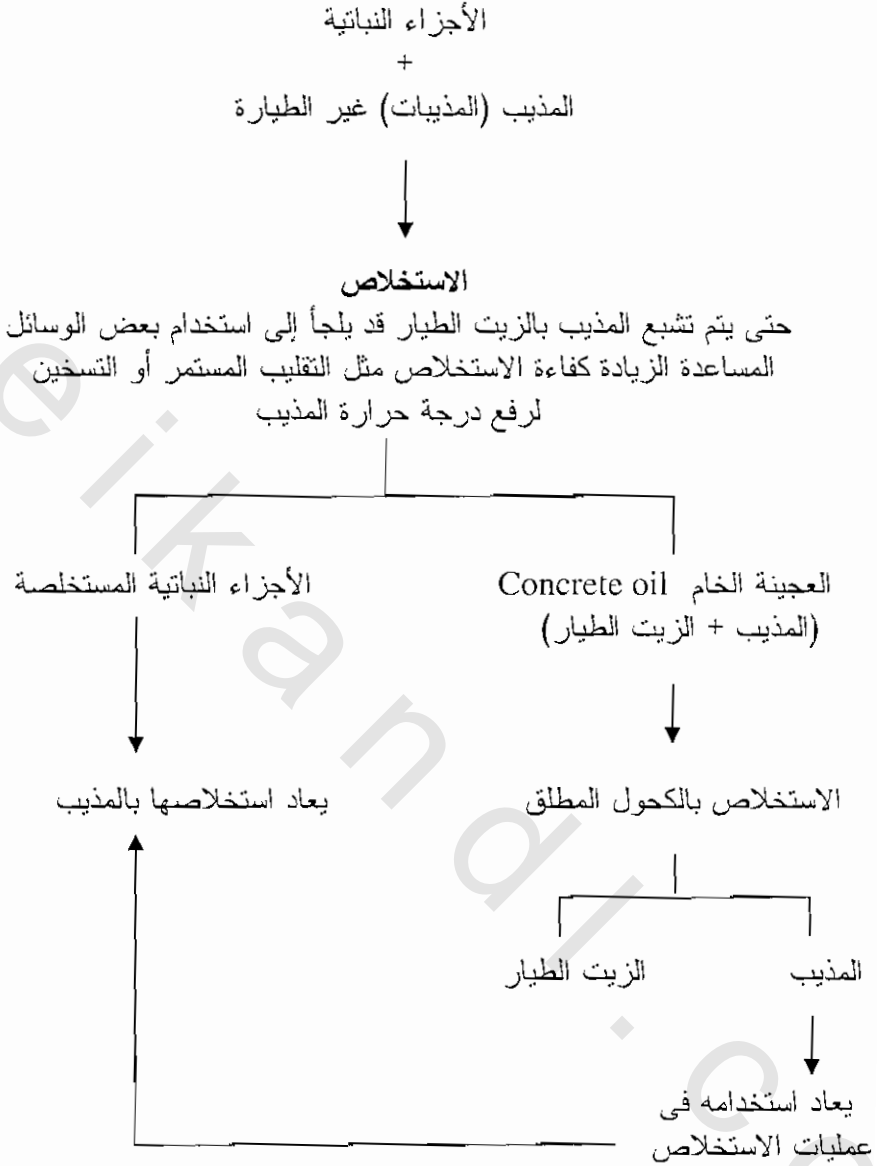 الأجزاء النباتية
+
المذيب (المذيبات) غير الطيارة
الاستخلاص
حتى يتم تشبع المذيب بالزيت الطيار قد يلجأ إلى استخدام بعض الوسائل
المساعدة الزيادة كفاءة الاستخلاص مثل التقليب المستمر أو التسخين
لرفع درجة حرارة المذيب
العجينة الخام Concrete oil
(المذيب + الزيت الطيار)
الأجزاء النباتية المستخلصة
الاستخلاص بالكحول المطلق
يعاد استخلاصها بالمذيب
المذيب
الزيت الطيار
يعاد استخدامه فى
عمليات الاستخلاص
eikandl.c